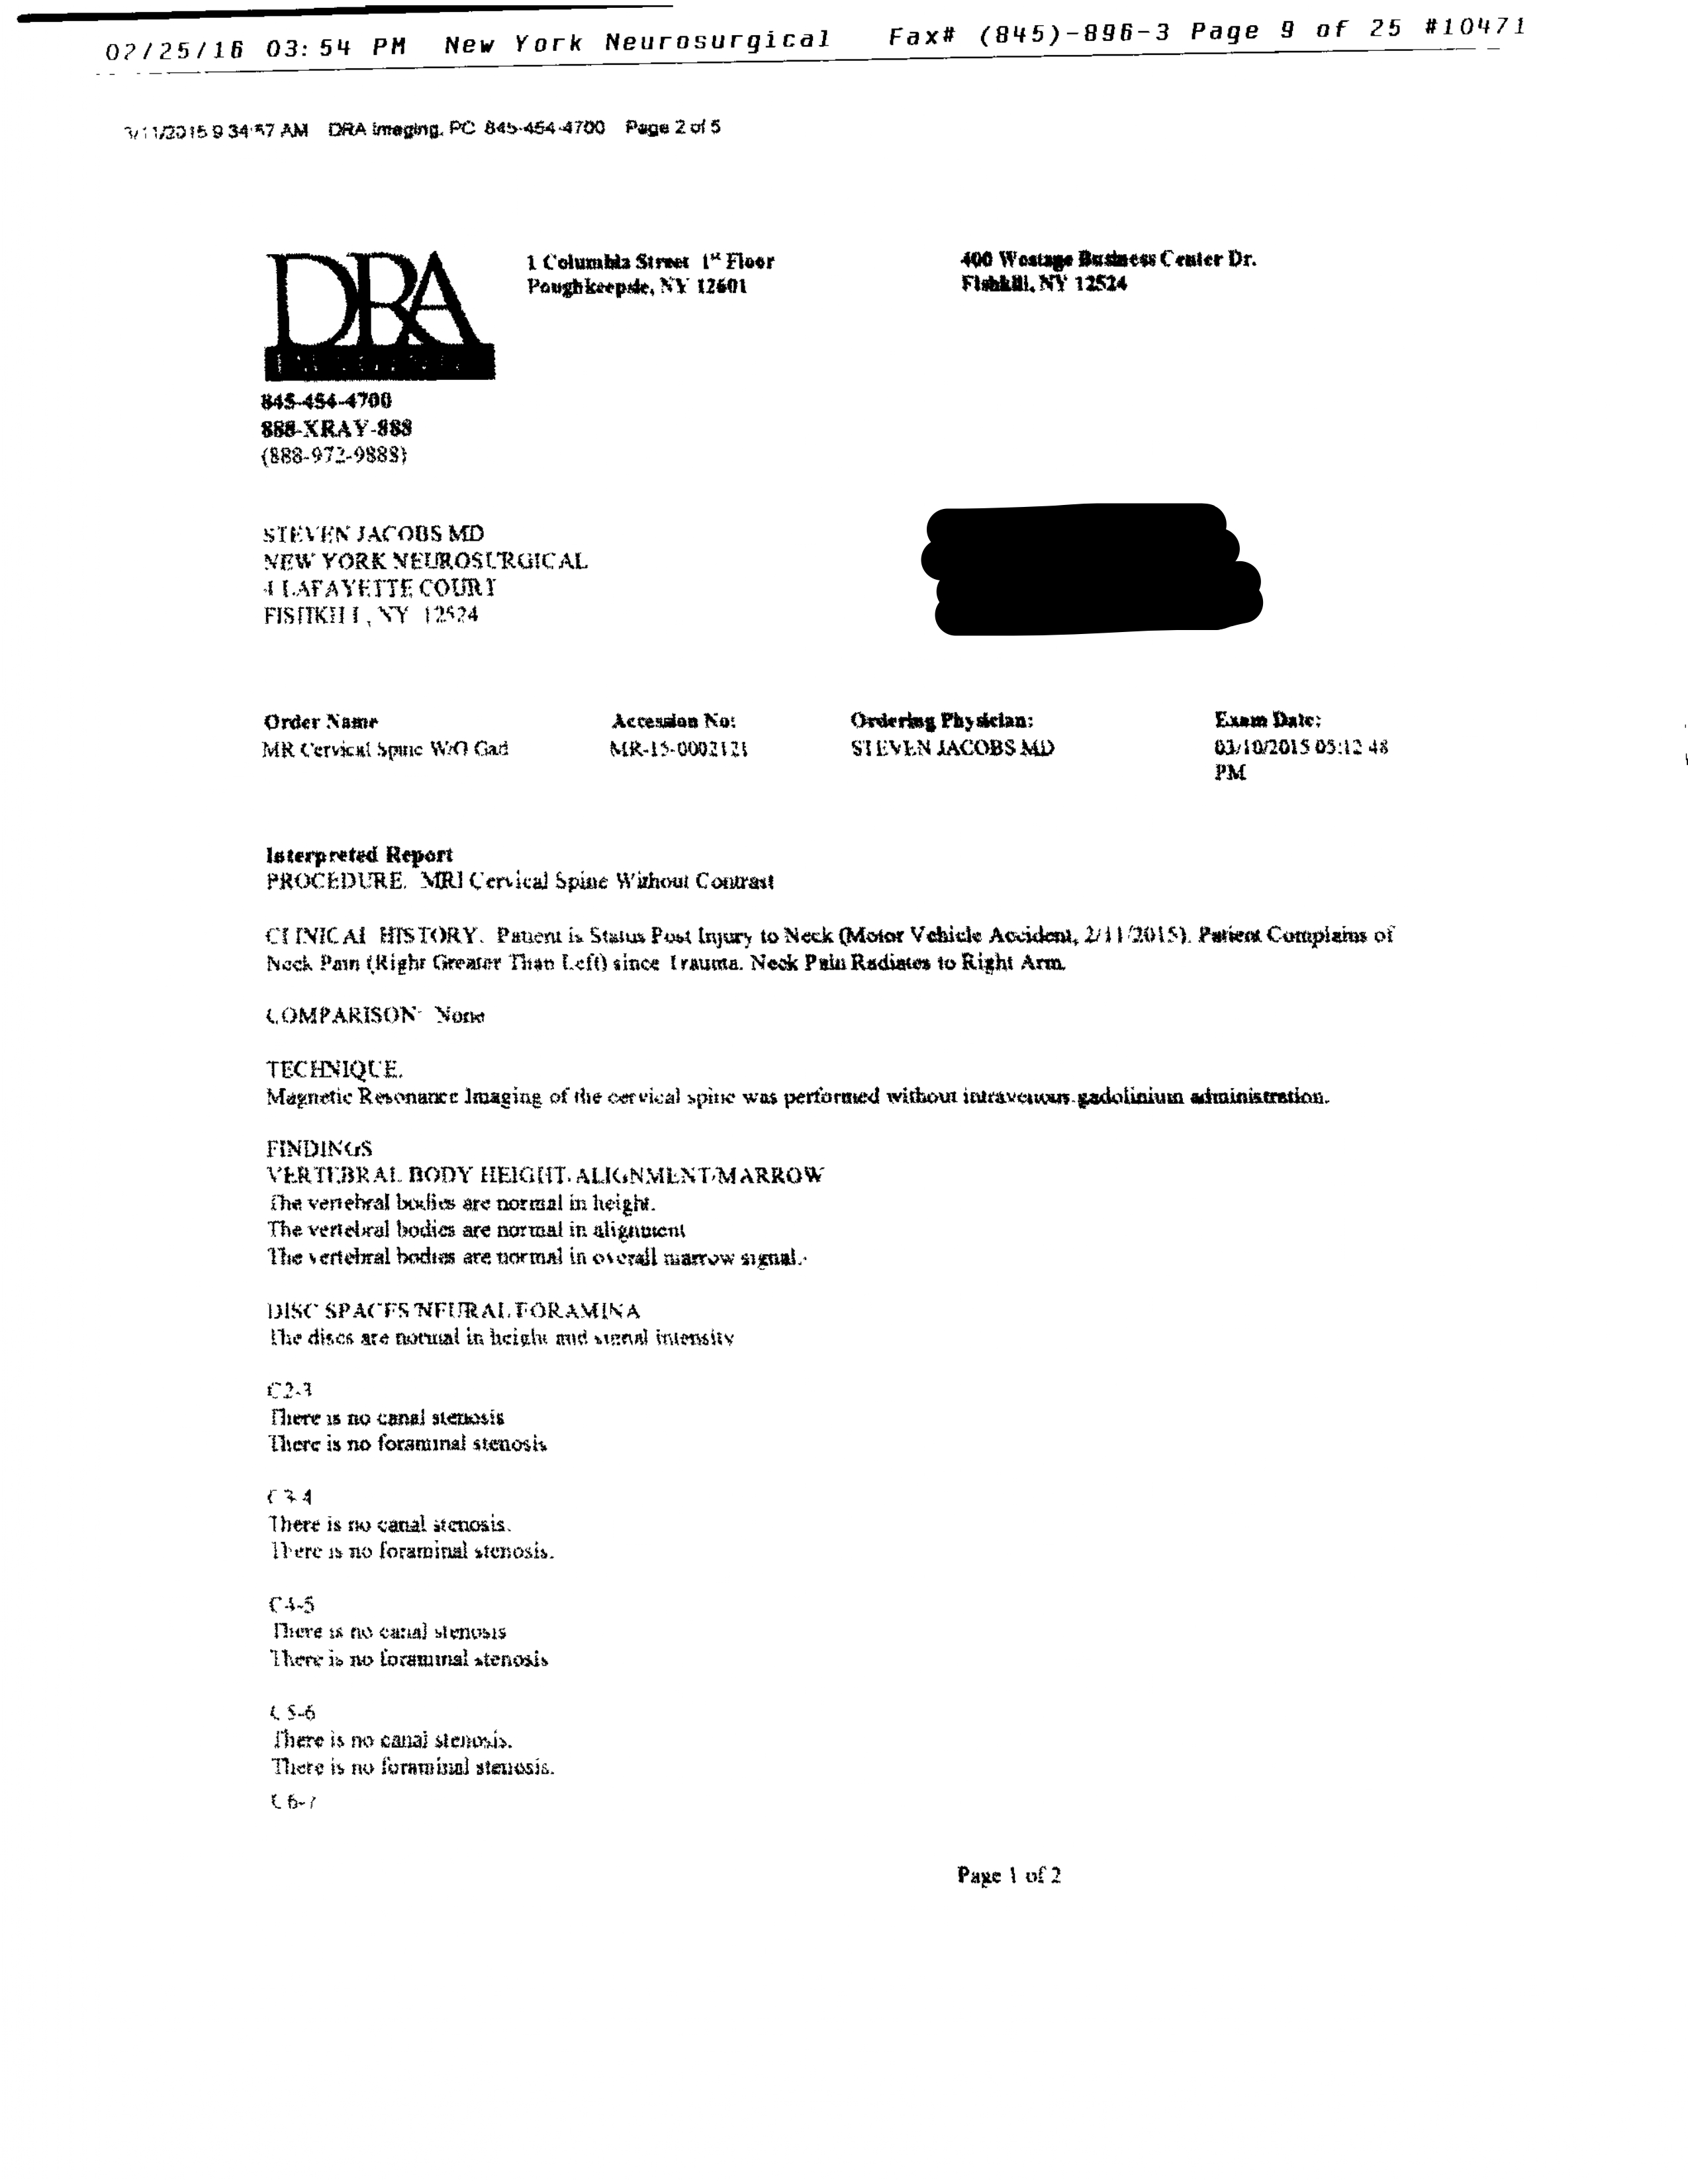 02/25/16 03:54 PM New York Neurosurgical Fax# (845)-896-3 Page 9 of 25 #10471
3/11/2015 9 34:57 AM DRA Imaging, PC 845-454-4700 Page 2 of 5
DRA
1 Columbia Street 1st Floor
Poughkeepsie, NY 12601
400 Westage Business Center Dr.
Fishkill, NY 12524
845-454-4700
888-XRAY-888
(888-972-9888)
STEVEN JACOBS MD
NEW YORK NEUROSURGICAL
4 LAFAYETTE COURT
FISHKILL, NY 12524
Order Name Accession No: Ordering Physician: Exam Date:
MR Cervical Spine W/O Gad MR-15-0002121 STEVEN JACOBS MD 03/10/2015 05:12 48
PM
Interpreted Report
PROCEDURE. MRI Cervical Spine Without Contrast
CLINICAL HISTORY. Patient is Status Post Injury to Neck (Motor Vehicle Accident, 2/11/2015). Patient Complains of
Neck Pain (Right Greater Than Left) since Trauma. Neck Pain Radiates to Right Arm.
COMPARISON: None
TECHNIQUE.
Magnetic Resonance Imaging of the cervical spine was performed without intravenous gadolinium administration.
FINDINGS
VERTEBRAL BODY HEIGHT, ALIGNMENT/MARROW
The vertebral bodies are normal in height.
The vertebral bodies are normal in alignment
The vertebral bodies are normal in overall marrow signal.
DISC SPACES/NEURAL FORAMINA
The discs are normal in height and signal intensity
C2-3
There is no canal stenosis
There is no foraminal stenosis
C3-4
There is no canal stenosis.
There is no foraminal stenosis.
C4-5
There is no canal stenosis
There is no foraminal stenosis
C5-6
There is no canal stenosis.
There is no foraminal stenosis.
C6-7
Page 1 of 2